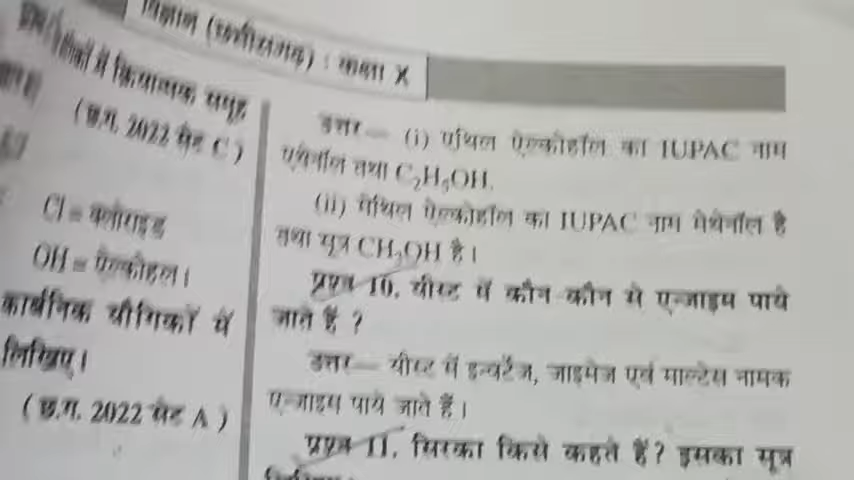 विज्ञान (छत्तीसगढ़) : कक्षा X
में क्रियात्मक समूह
(छ.ग. 2022 सेट C)
Cl = क्लोराइड
OH = ऐल्कोहल।
कार्बनिक यौगिकों में
लिखिए।
(छ.ग. 2022 सेट A)
उत्तर— (i) एथिल ऐल्कोहॉल का IUPAC नाम
एथेनॉल तथा C₂H₅OH.
(ii) मेथिल ऐल्कोहॉल का IUPAC नाम मेथेनॉल है
तथा सूत्र CH₃OH है।
प्रश्न 10. यीस्ट में कौन कौन से एन्जाइम पाये
जाते हैं ?
उत्तर— यीस्ट में इन्वर्टेज, जाइमेज एवं माल्टेस नामक
एन्जाइम पाये जाते हैं।
प्रश्न 11. सिरका किसे कहते हैं? इसका सूत्र